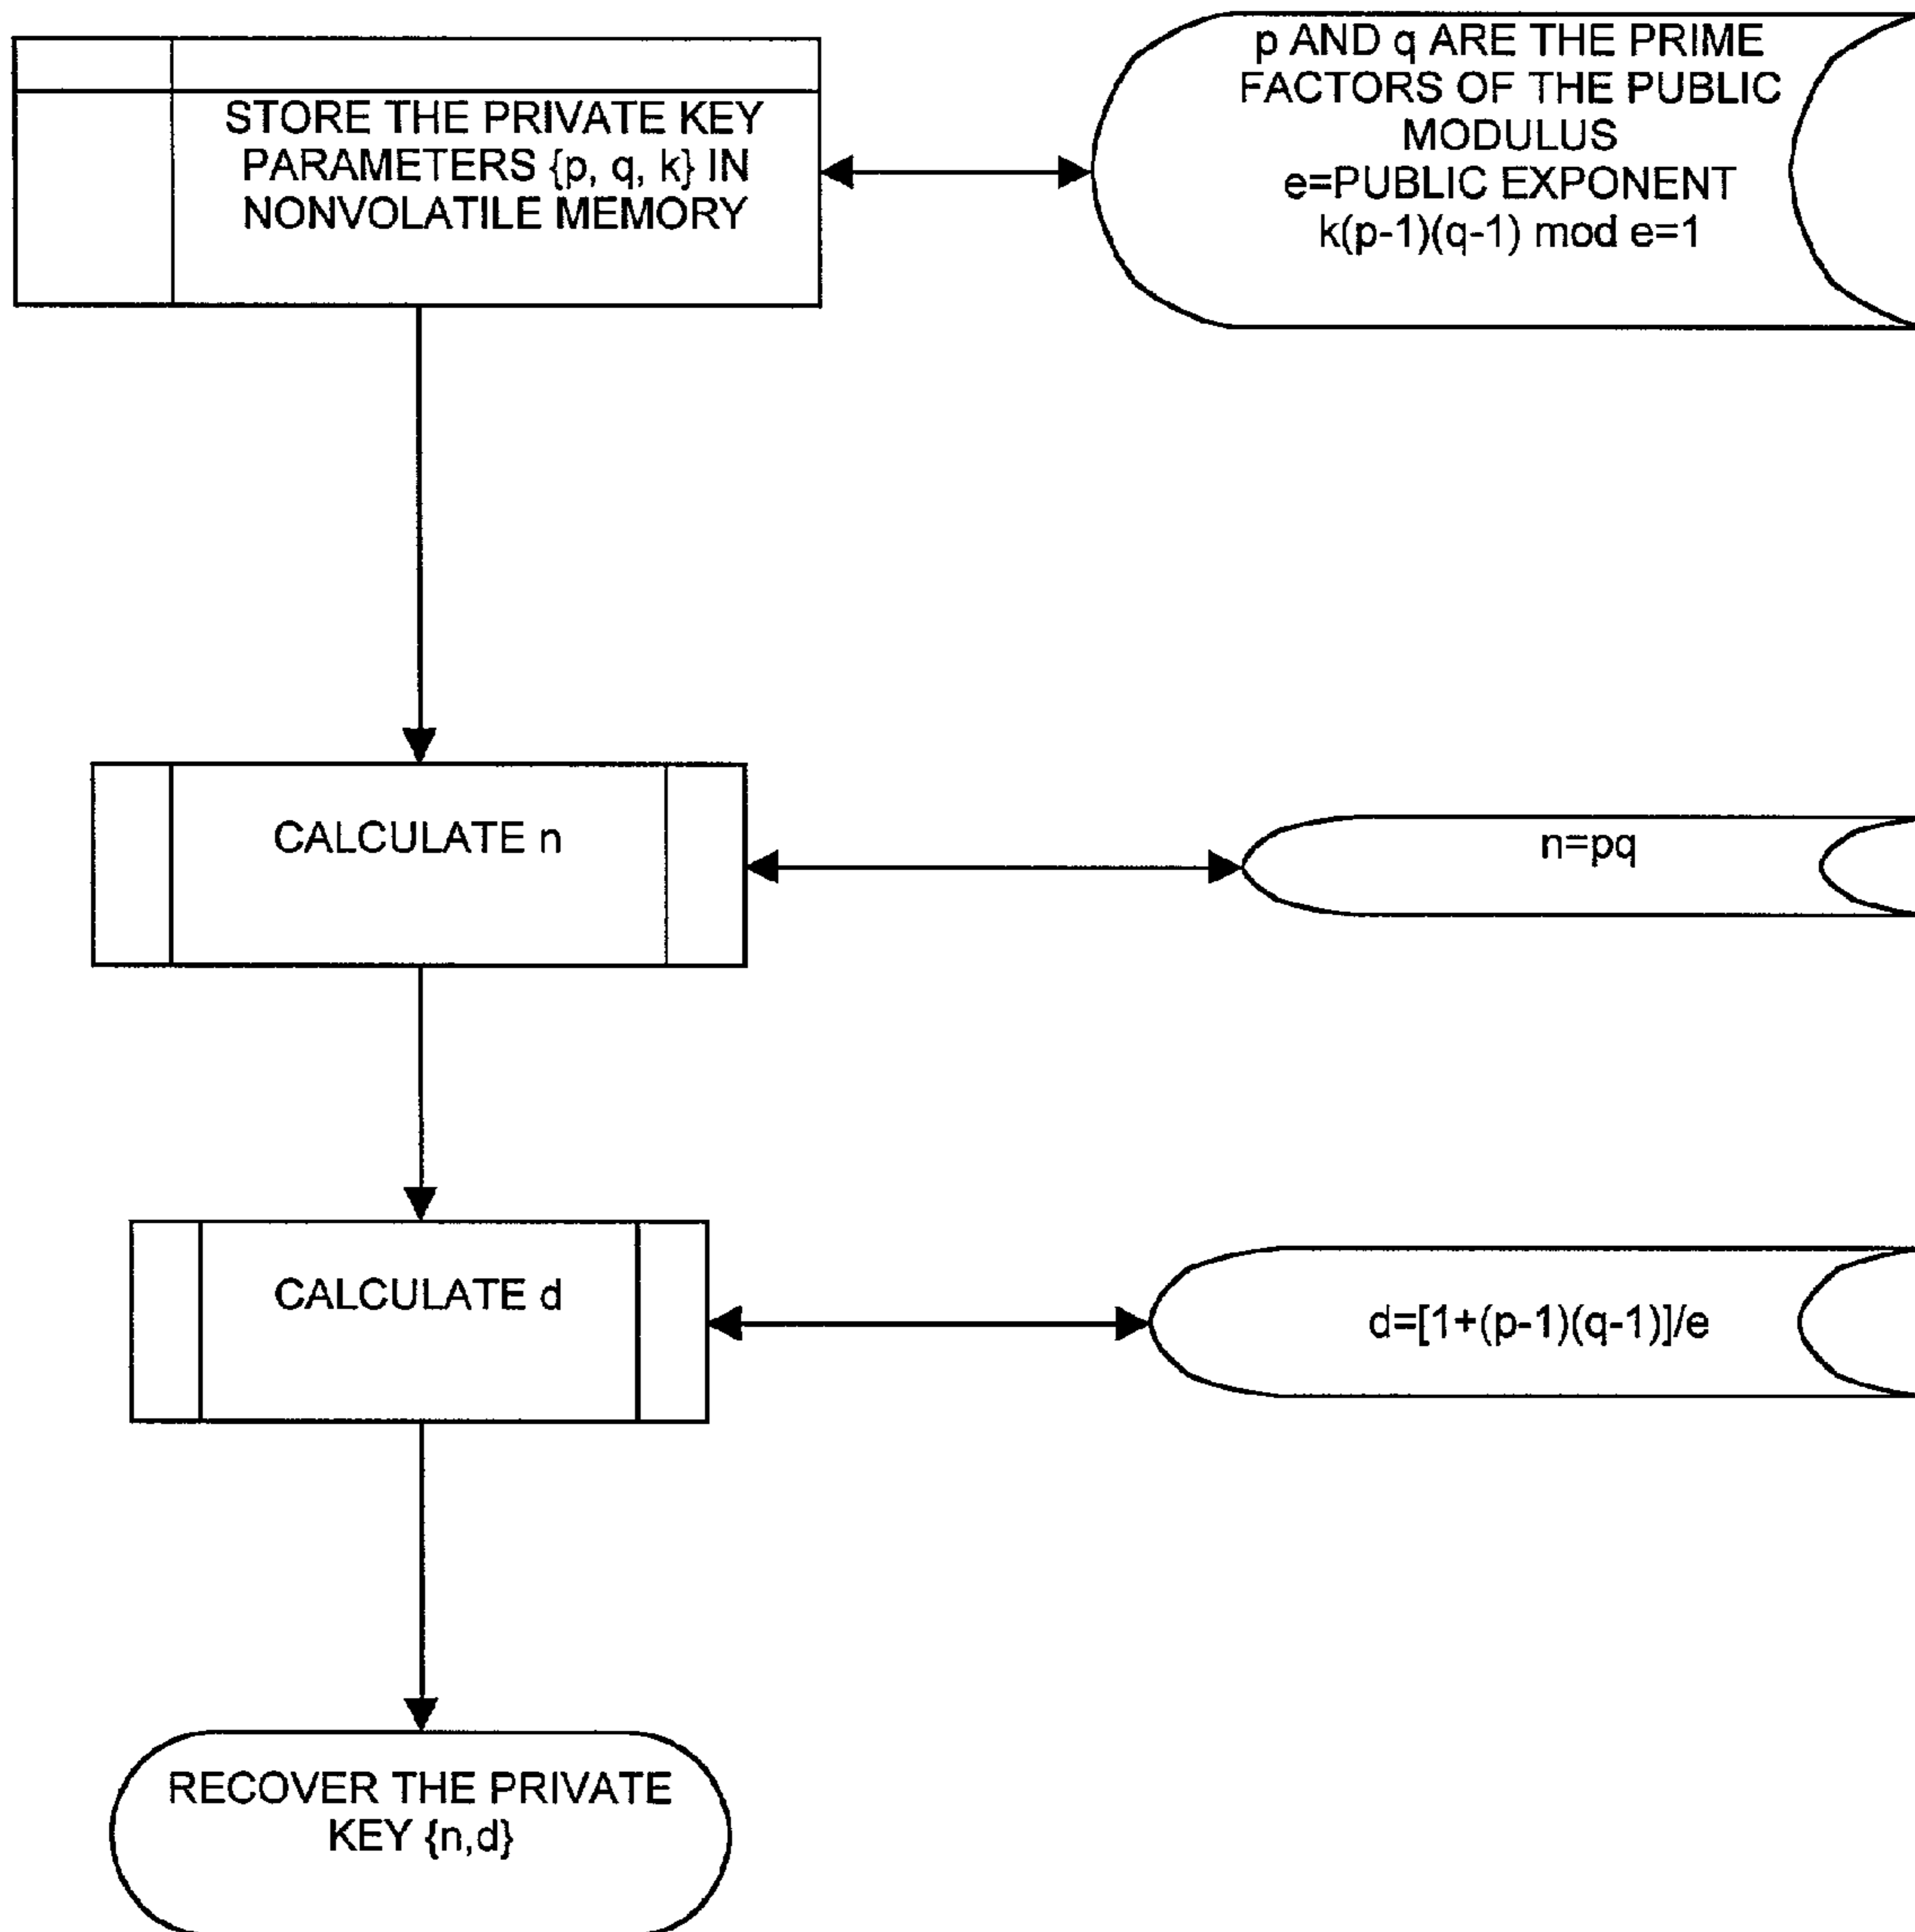 STORE THE PRIVATE KEY
PARAMETERS {p, q, k} IN
NONVOLATILE MEMORY
p AND q ARE THE PRIME
FACTORS OF THE PUBLIC
MODULUS
e=PUBLIC EXPONENT
k(p-1)(q-1) mod e=1
CALCULATE n
n=pq
CALCULATE d
d=[1+(p-1)(q-1)]/e
RECOVER THE PRIVATE
KEY {n,d}